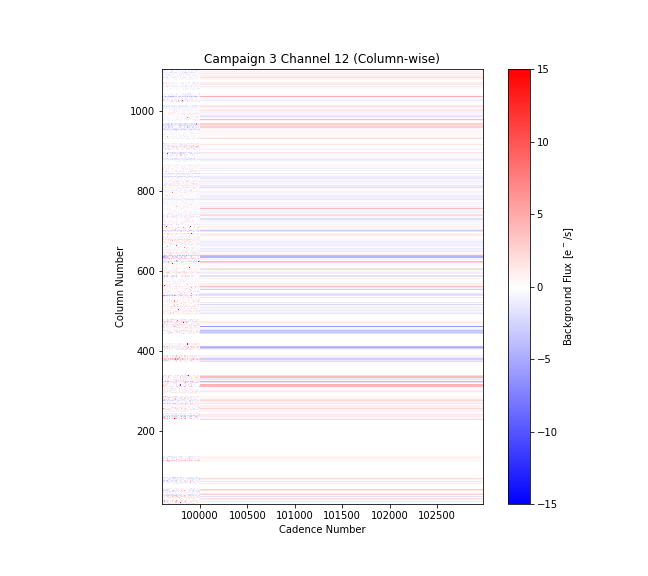 Campaign 3 Channel 12 (Column-wise)
1000
800
600
400
200
Column Number
100000 100500 101000 101500 102000 102500
Cadence Number
15
10
5
0
−5
−10
−15
Background Flux [e⁻/s]